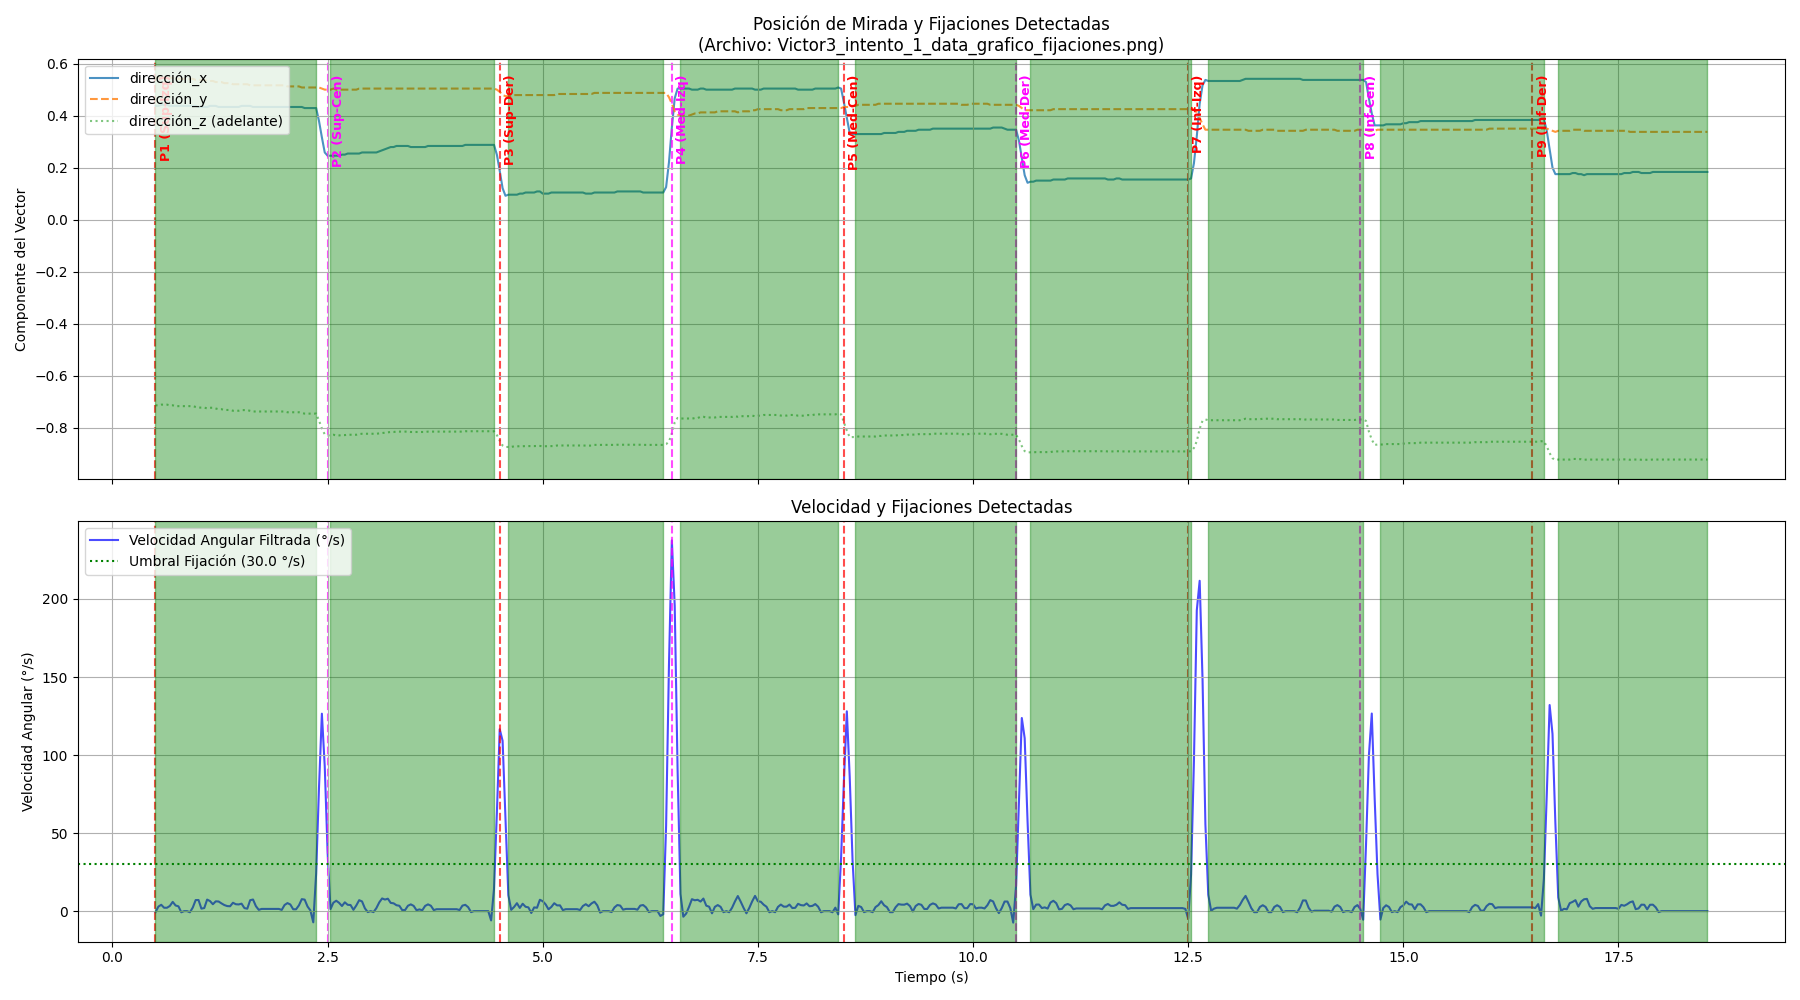 Posición de Mirada y Fijaciones Detectadas
(Archivo: Victor3_intento_1_data_grafico_fijaciones.png)
Componente del Vector
0.6
0.4
0.2
0.0
−0.2
−0.4
−0.6
−0.8
dirección_x
dirección_y
dirección_z (adelante)
P1
P2 (Sup-Cen)
P3 (Sup-Der)
P4 (Med-Izq)
P5 (Med-Cen)
P6 (Med-Der)
P7 (Inf-Izq)
P8 (Inf-Cen)
P9 (Inf-Der)
Velocidad y Fijaciones Detectadas
Velocidad Angular (°/s)
200
150
100
50
0
Velocidad Angular Filtrada (°/s)
Umbral Fijación (30.0 °/s)
0.0
2.5
5.0
7.5
10.0
12.5
15.0
17.5
Tiempo (s)